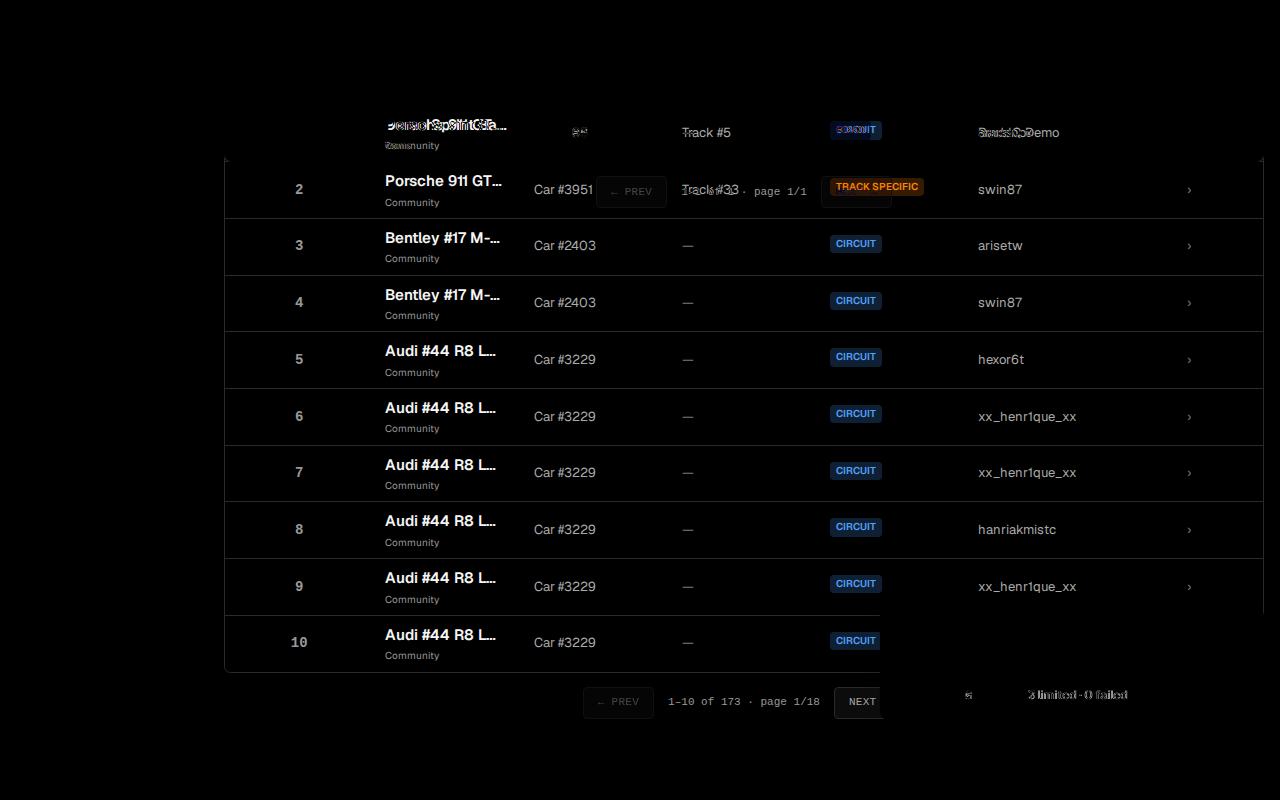 Track #5
Community
2 Porsche 911 GT... Car #3951 Track #33 TRACK SPECIFIC swin87 ›
← PREV · page 1/1
Community
3 Bentley #17 M-... Car #2403 — CIRCUIT arisetw ›
Community
4 Bentley #17 M-... Car #2403 — CIRCUIT swin87 ›
Community
5 Audi #44 R8 L... Car #3229 — CIRCUIT hexor6t ›
Community
6 Audi #44 R8 L... Car #3229 — CIRCUIT xx_henr1que_xx ›
Community
7 Audi #44 R8 L... Car #3229 — CIRCUIT xx_henr1que_xx ›
Community
8 Audi #44 R8 L... Car #3229 — CIRCUIT hanriakmistc ›
Community
9 Audi #44 R8 L... Car #3229 — CIRCUIT xx_henr1que_xx ›
Community
10 Audi #44 R8 L... Car #3229 — CIRCUIT
Community
← PREV 1–10 of 173 · page 1/18 NEXT
limited · 0 failed